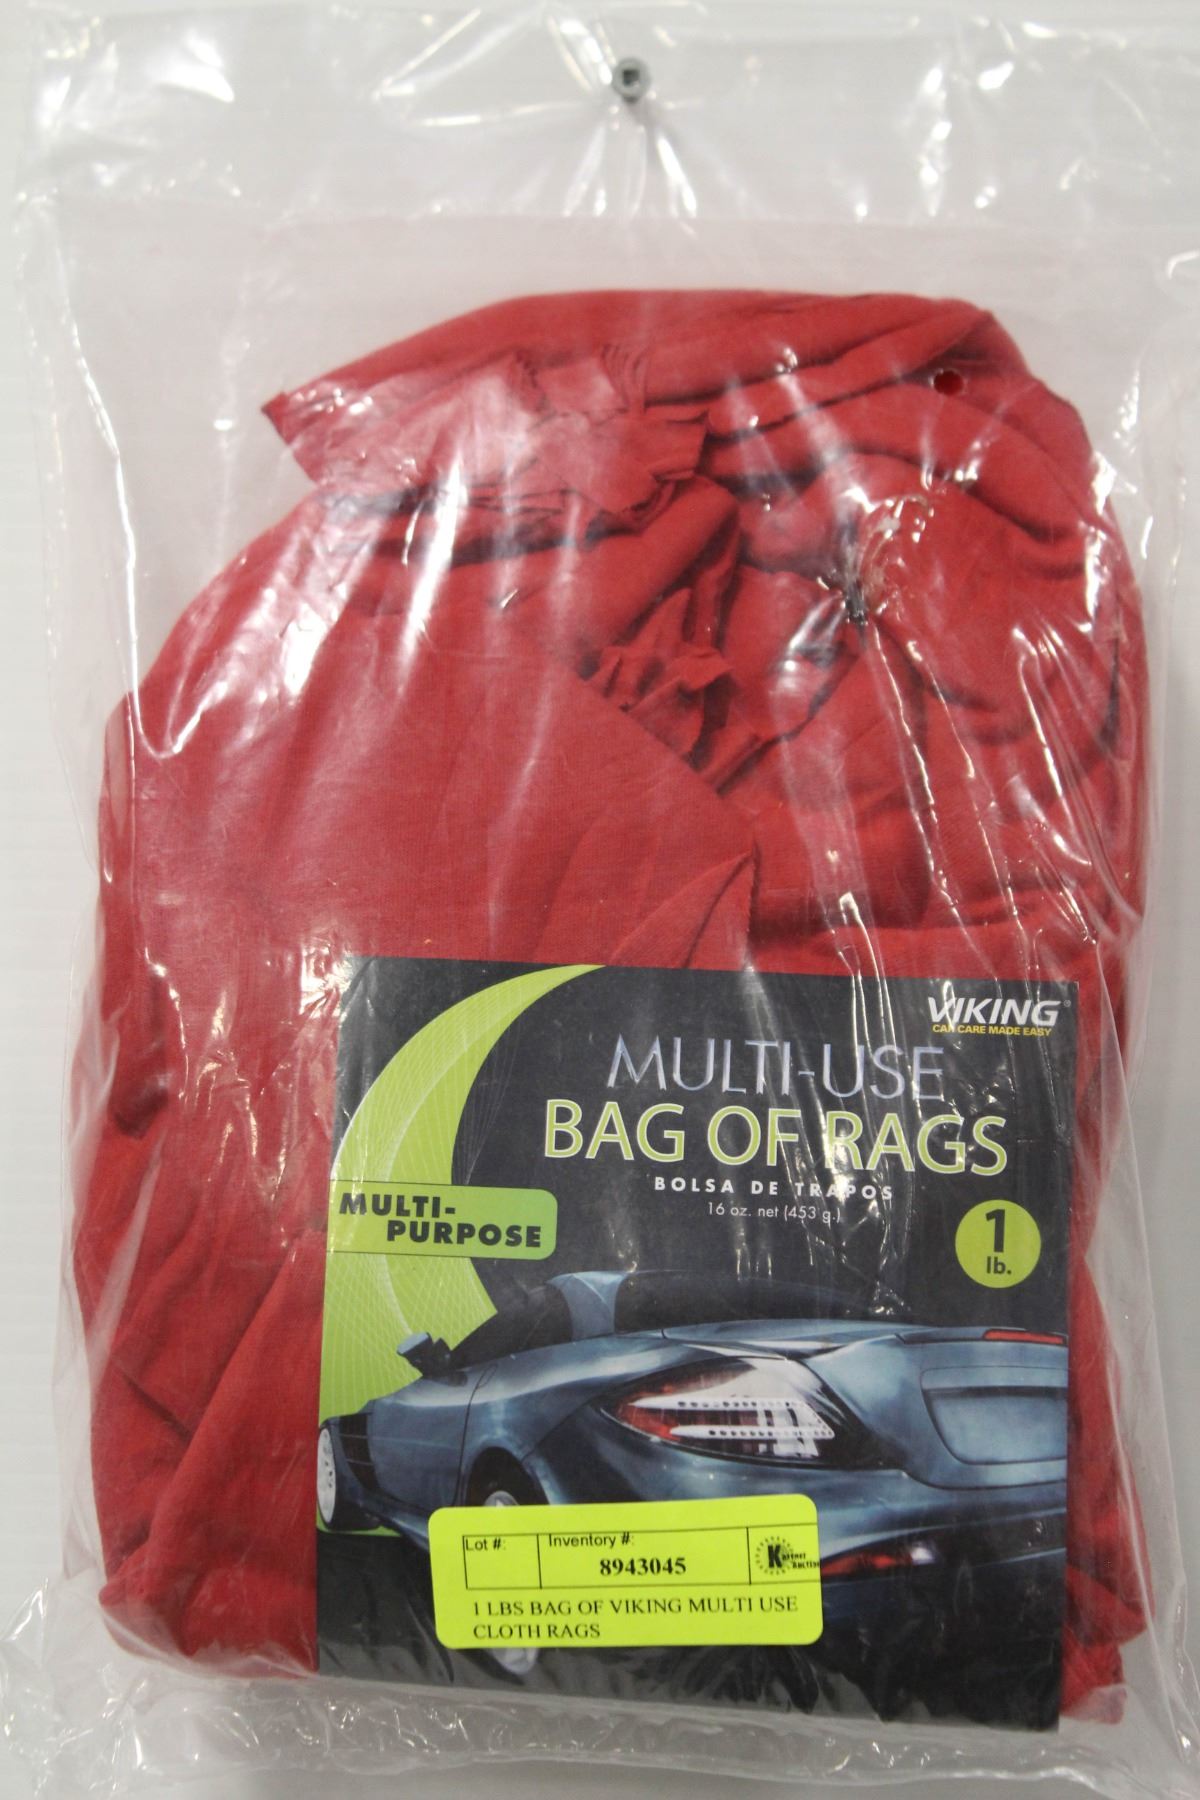 VIKING®
CAR CARE MADE EASY
MULTI-USE
BAG OF RAGS
BOLSA DE TRAPOS
16 oz. net (453 g.)
MULTI-
PURPOSE
1
lb.
Lot #:
Inventory #:
8943045
1 LBS BAG OF VIKING MULTI USE
CLOTH RAGS